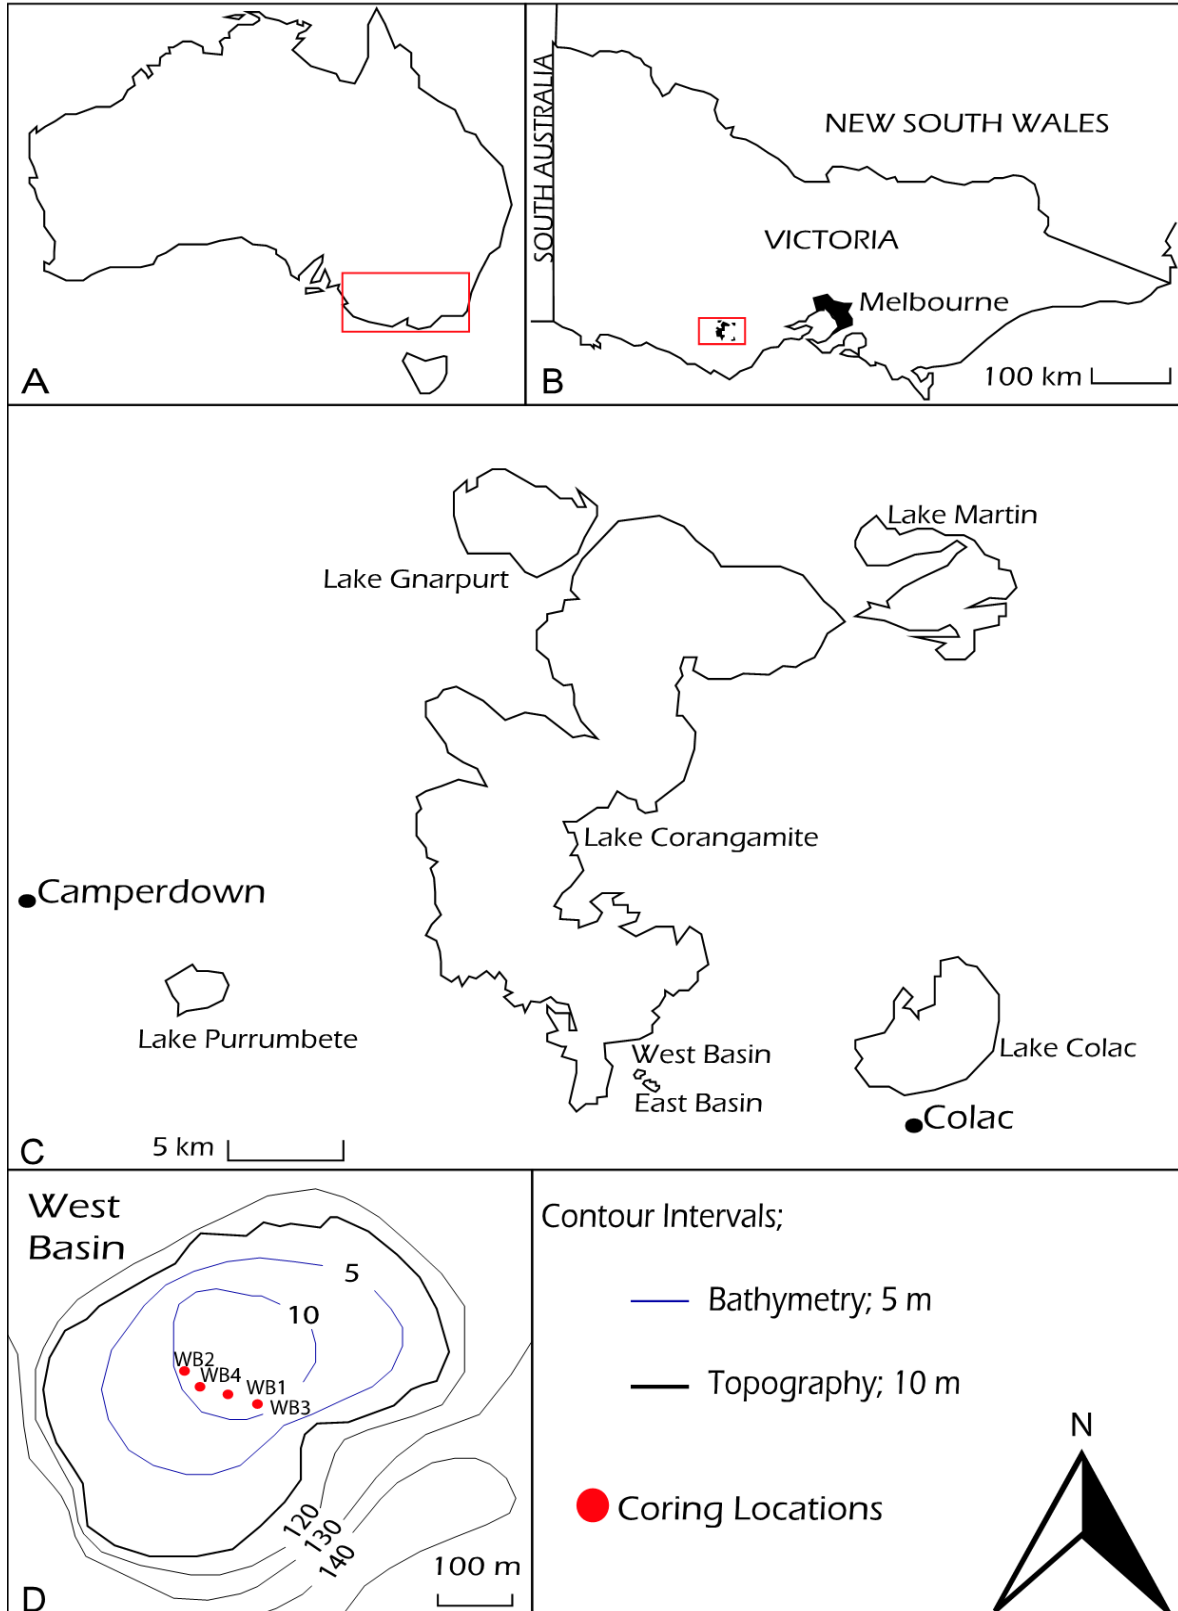 A
SOUTH AUSTRALIA
NEW SOUTH WALES
VICTORIA
Melbourne
B
100 km
Lake Martin
Lake Gnarpurt
Lake Corangamite
Camperdown
Lake Purrumbete
West Basin
East Basin
Lake Colac
Colac
5 km
C
West
Basin
5
10
WB2
WB4
WB1
WB3
120
130
140
100 m
D
Contour Intervals;
Bathymetry; 5 m
Topography; 10 m
Coring Locations
N